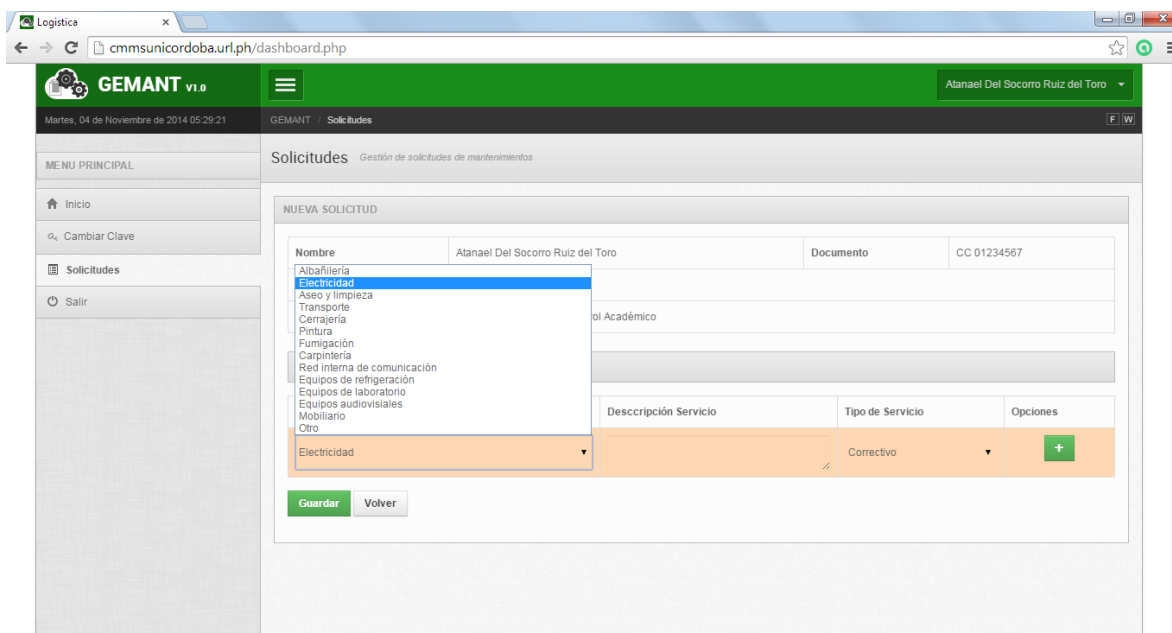 Logistica
cmmsunicordoba.url.ph/dashboard.php
GEMANT V1.0
Atanael Del Socorro Ruiz del Toro
Martes, 04 de Noviembre de 2014 05:29:21
GEMANT / Solicitudes
F W
MENU PRINCIPAL
Inicio
Cambiar Clave
Solicitudes
Salir
Solicitudes Gestión de solicitudes de mantenimientos
NUEVA SOLICITUD
Nombre Atanael Del Socorro Ruiz del Toro Documento CC 01234567
Albañilería
Electricidad
Aseo y limpieza
Transporte
Cerrajería
Pintura
Fumigación
Carpintería
Red interna de comunicación
Equipos de refrigeración
Equipos de laboratorio
Equipos audiovisiales
Mobiliario
Otro
rol Académico
Desccripción Servicio Tipo de Servicio Opciones
Electricidad Correctivo +
Guardar Volver